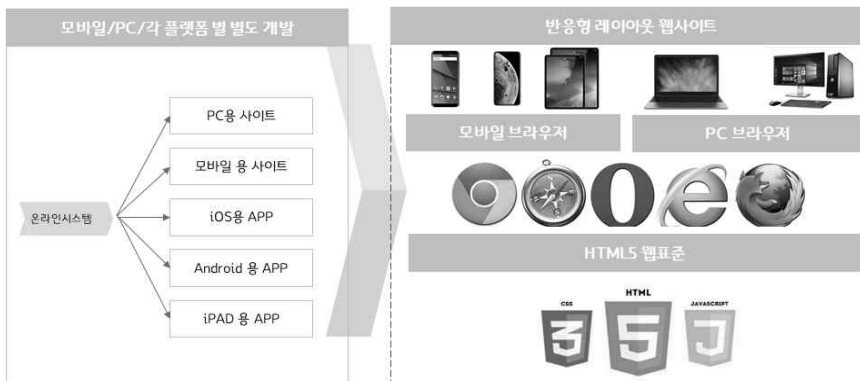 모바일/PC/각 플랫폼 별 별도 개발
온라인시스템
PC용 사이트
모바일 용 사이트
iOS용 APP
Android 용 APP
iPAD 용 APP
반응형 레이아웃 웹사이트
모바일 브라우저
PC 브라우저
HTML5 웹표준
CSS
3
HTML
5
JAVASCRIPT
J